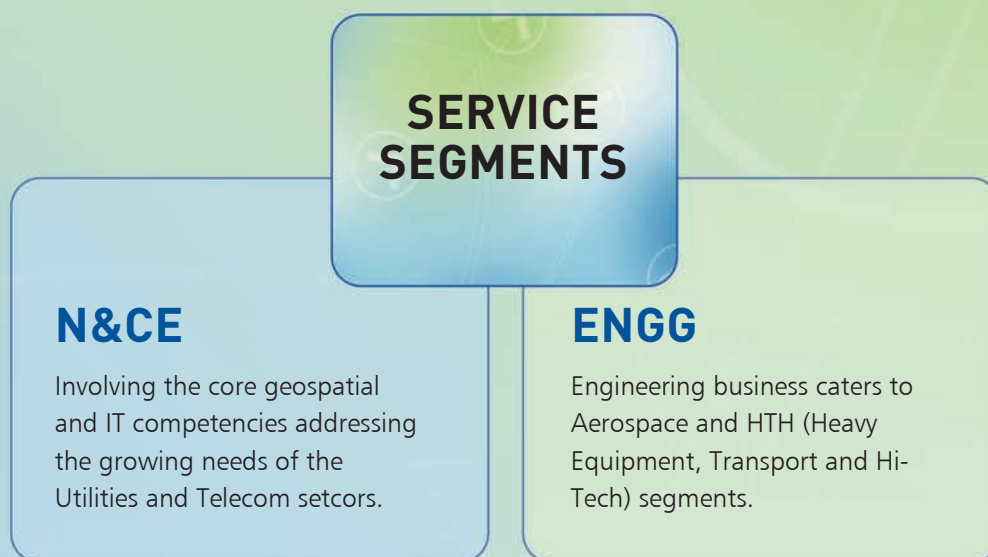 SERVICE
SEGMENTS
N&CE
Involving the core geospatial
and IT competencies addressing
the growing needs of the
Utilities and Telecom setcors.
ENGG
Engineering business caters to
Aerospace and HTH (Heavy
Equipment, Transport and Hi-
Tech) segments.